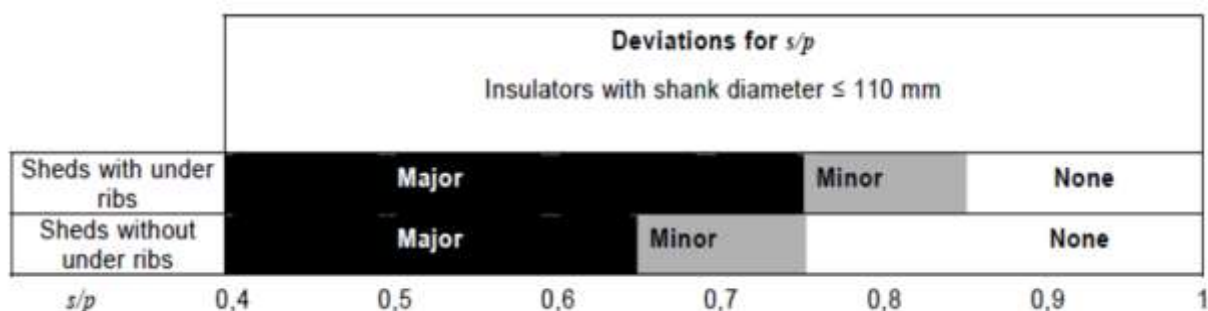 Deviations for s/p
Insulators with shank diameter ≤ 110 mm
Sheds with under
ribs
Major
Minor
None
Sheds without
under ribs
Major
Minor
None
s/p 0,4 0,5 0,6 0,7 0,8 0,9 1